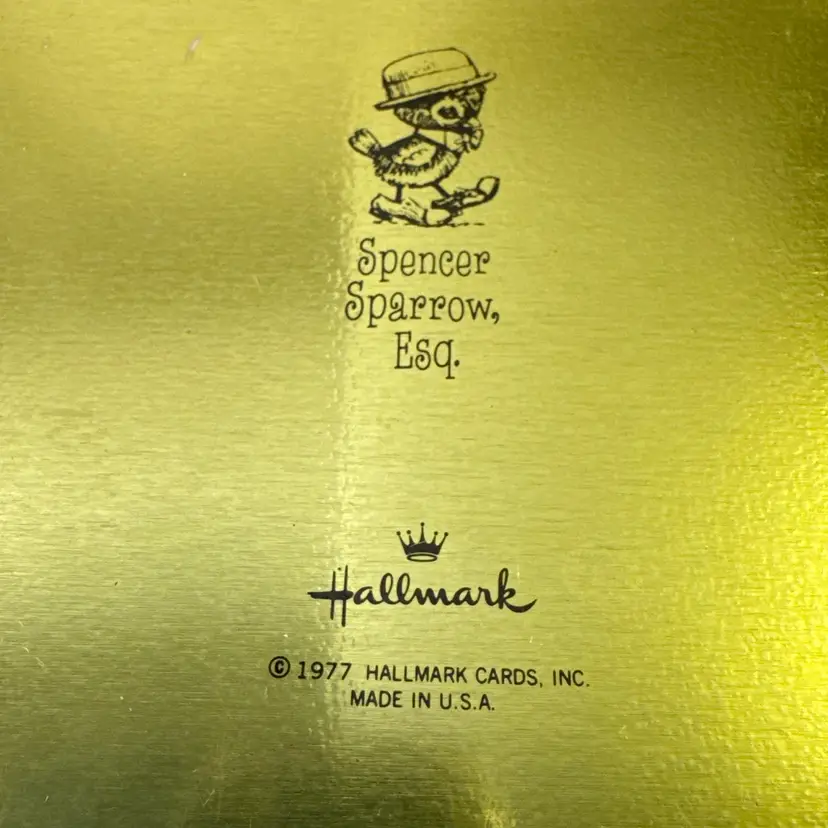 Spencer
Sparrow,
Esq.
Hallmark
© 1977 HALLMARK CARDS, INC.
MADE IN U.S.A.